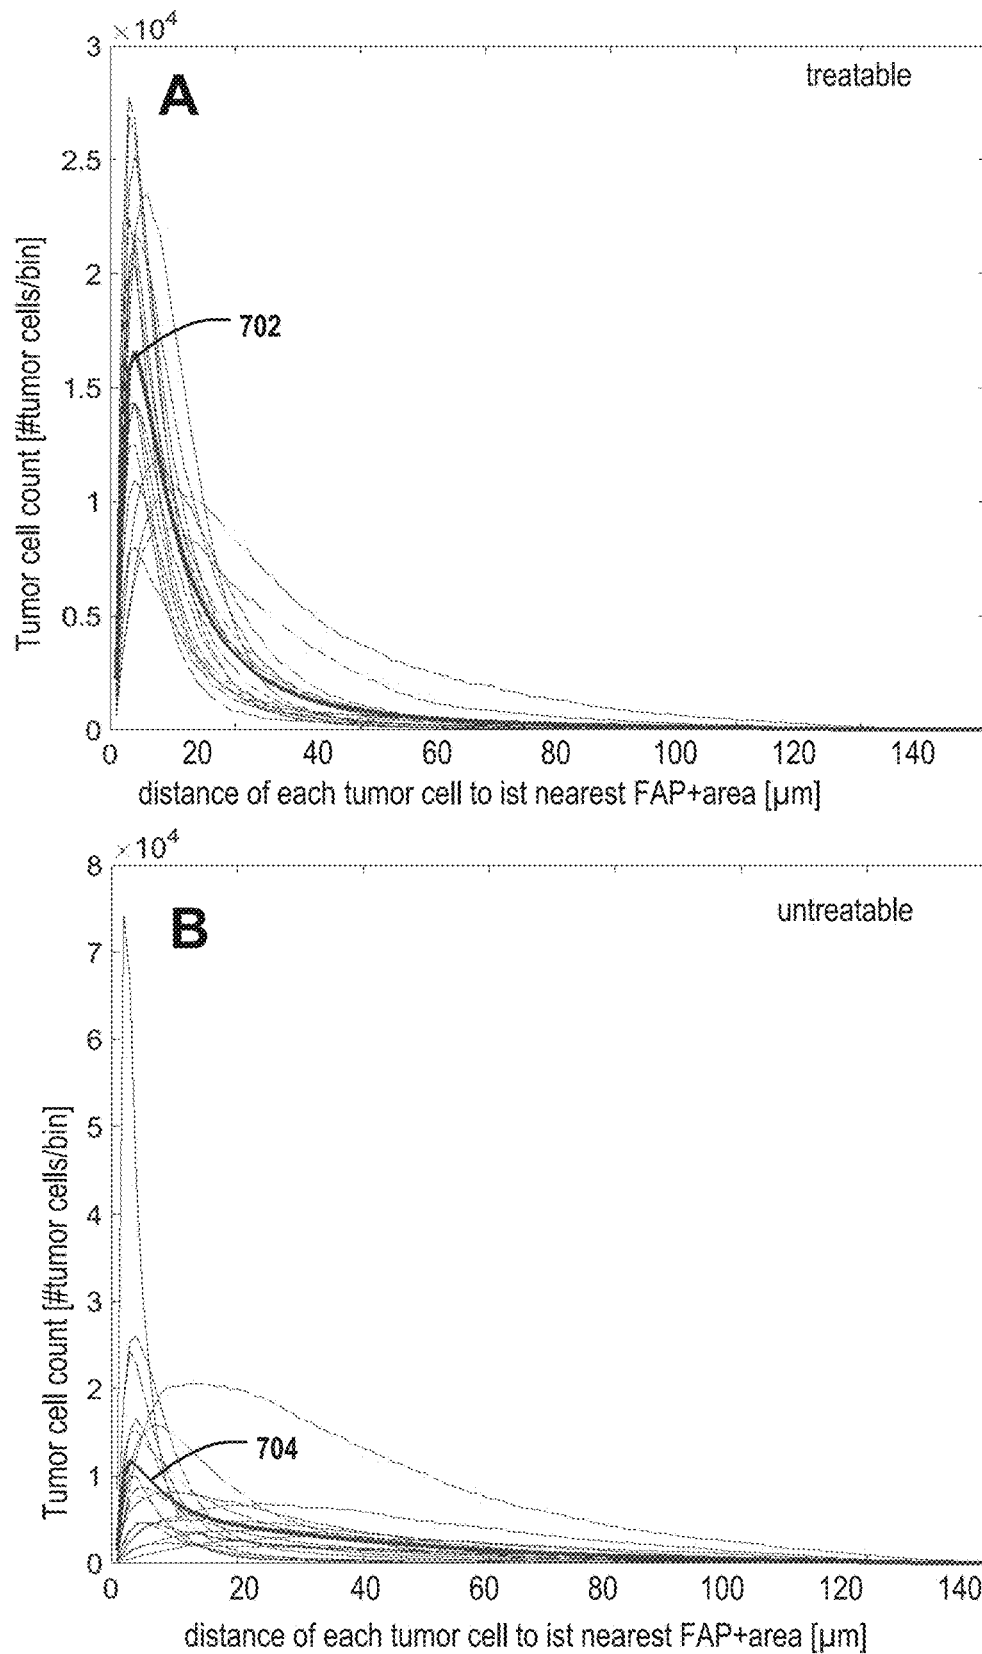 ×10⁴
3
A
treatable
2.5
2
702
1.5
1
0.5
0
0 20 40 60 80 100 120 140
Tumor cell count [#tumor cells/bin]
distance of each tumor cell to ist nearest FAP+area [µm]
×10⁴
8
B
untreatable
7
6
5
4
3
2
704
1
0
0 20 40 60 80 100 120 140
Tumor cell count [#tumor cells/bin]
distance of each tumor cell to ist nearest FAP+area [µm]